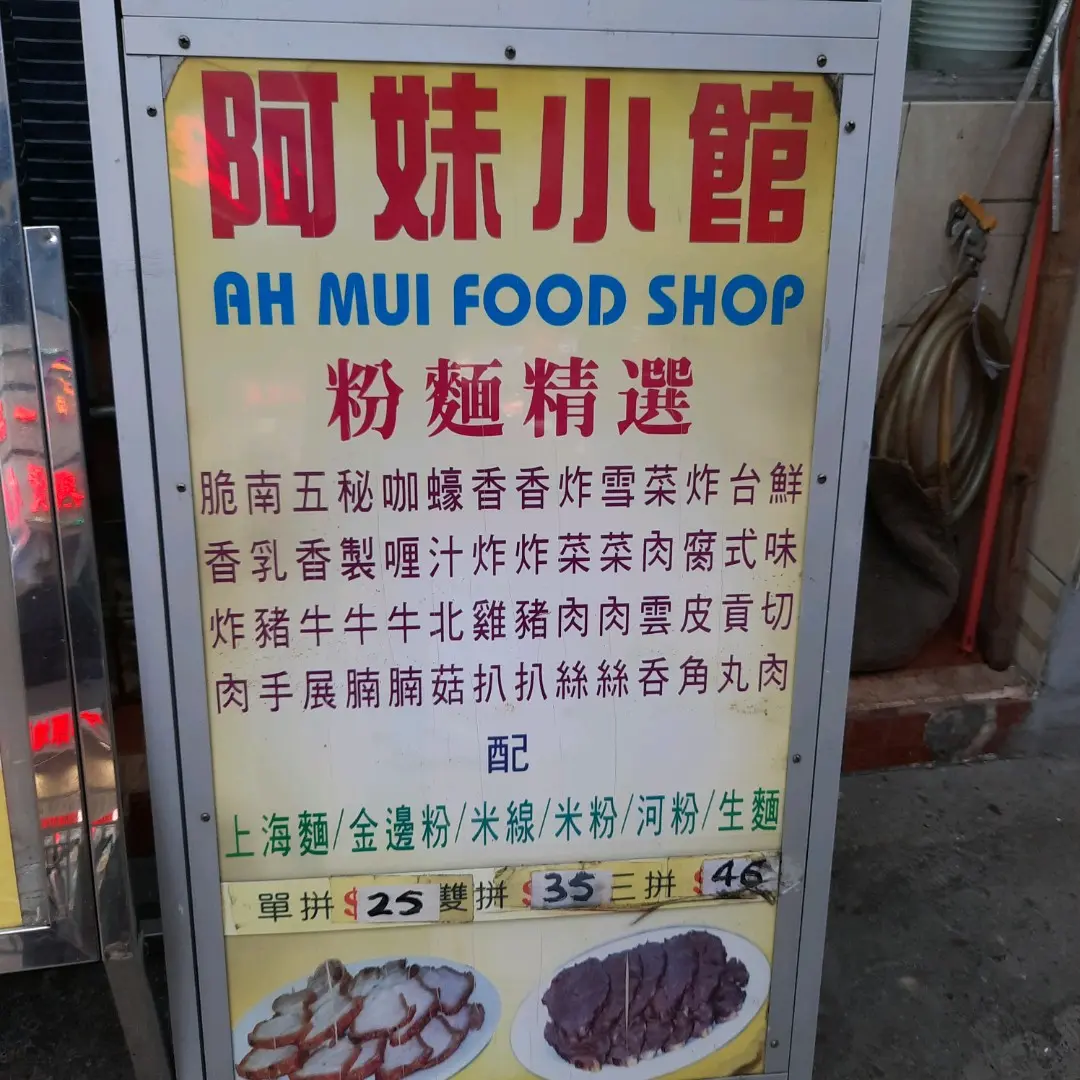 阿妹小館
AH MUI FOOD SHOP
粉麵精選
鮮味切肉
台式貢丸
炸腐皮角
菜肉雲吞
雪菜肉絲
炸菜肉絲
香炸豬扒
香炸雞扒
蠔汁北菇
咖喱牛腩
秘製牛腩
五香牛展
南乳豬手
脆香炸肉
配
上海麵/金邊粉/米線/米粉/河粉/生麵
單拼 $25 雙拼 $35 三拼 $46